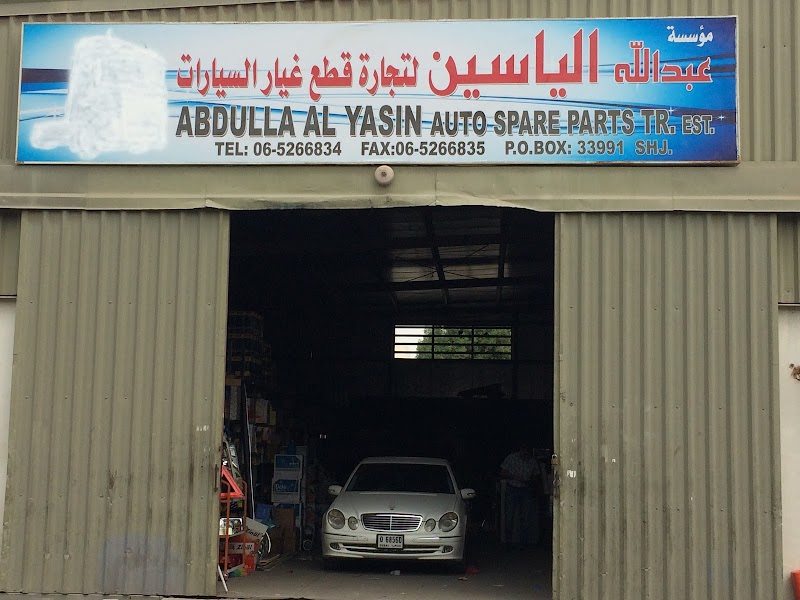 مؤسسة
عبدالله الياسين لتجارة قطع غيار السيارات
ABDULLA AL YASIN AUTO SPARE PARTS TR. EST.
TEL: 06-5266834 FAX:06-5266835 P.O.BOX: 33991 SHJ.